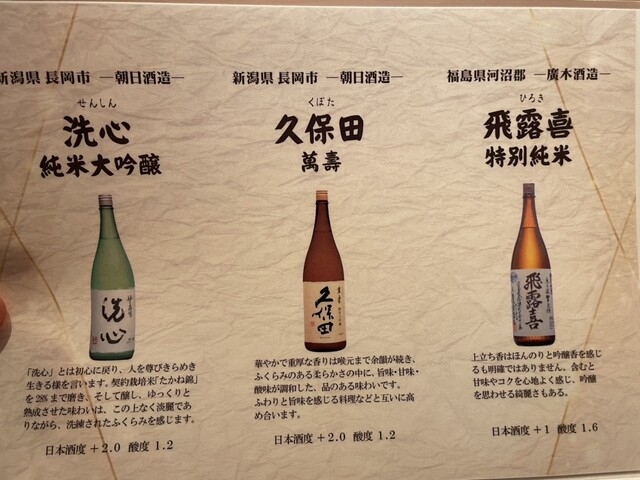 新潟県 長岡市 ―朝日酒造―
せんしん
洗心
純米大吟醸
洗心
「洗心」とは初心に戻り、人を尊びきらめき
生きる様を言います。契約栽培米「たかね錦」
を28%まで磨き、そして醸し、ゆっくりと
熟成させた味わいは、この上なく淡麗であ
りながら、洗練されたふくらみを感じます。
日本酒度 +2.0 酸度 1.2
新潟県 長岡市 ―朝日酒造―
くぼた
久保田
萬壽
久保田
華やかで重厚な香りは喉元まで余韻が続き、
ふくらみのある柔らかさの中に、旨味・甘味・
酸味が調和した、品のある味わいです。
ふわりと旨味を感じる料理などと互いに高
め合います。
日本酒度 +2.0 酸度 1.2
福島県河沼郡 ―廣木酒造―
ひろき
飛露喜
特別純米
飛露喜
上立ち香はほんのりと吟醸香を感じ
るも明確ではありません。含むと
甘味やコクを心地よく感じ、吟醸
を思わせる綺麗さもある。
日本酒度 +1 酸度 1.6